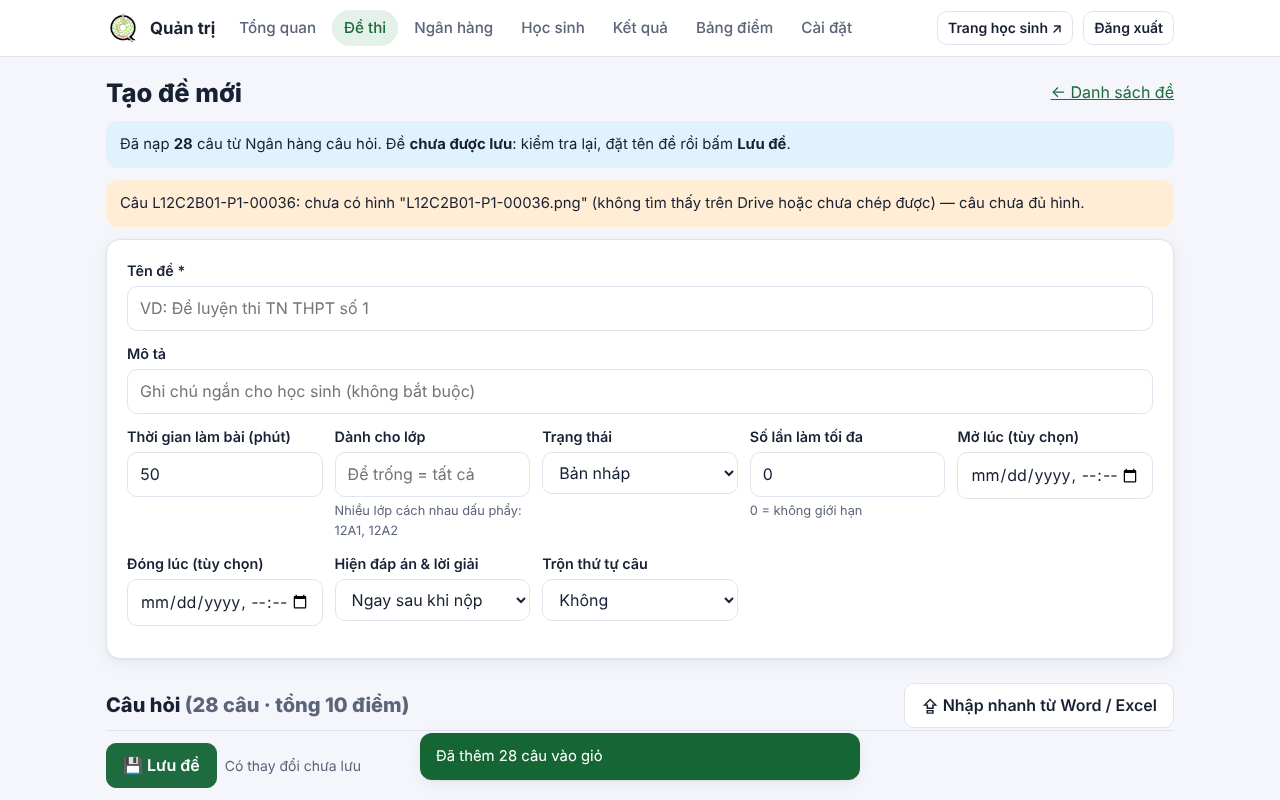 Quản trị
Tổng quan
Đề thi
Ngân hàng
Học sinh
Kết quả
Bảng điểm
Cài đặt
Trang học sinh ↗
Đăng xuất
Tạo đề mới
← Danh sách đề
Đã nạp 28 câu từ Ngân hàng câu hỏi. Đề chưa được lưu: kiểm tra lại, đặt tên đề rồi bấm Lưu đề.
Câu L12C2B01-P1-00036: chưa có hình "L12C2B01-P1-00036.png" (không tìm thấy trên Drive hoặc chưa chép được) — câu chưa đủ hình.
Tên đề *
VD: Đề luyện thi TN THPT số 1
Mô tả
Ghi chú ngắn cho học sinh (không bắt buộc)
Thời gian làm bài (phút)
Dành cho lớp
Trạng thái
Số lần làm tối đa
Mở lúc (tùy chọn)
50
Để trống = tất cả
Bản nháp
0
mm/dd/yyyy, --:--
Nhiều lớp cách nhau dấu phẩy:
12A1, 12A2
0 = không giới hạn
Đóng lúc (tùy chọn)
Hiện đáp án & lời giải
Trộn thứ tự câu
mm/dd/yyyy, --:--
Ngay sau khi nộp
Không
Câu hỏi (28 câu · tổng 10 điểm)
⇪ Nhập nhanh từ Word / Excel
💾 Lưu đề
Có thay đổi chưa lưu
Đã thêm 28 câu vào giỏ